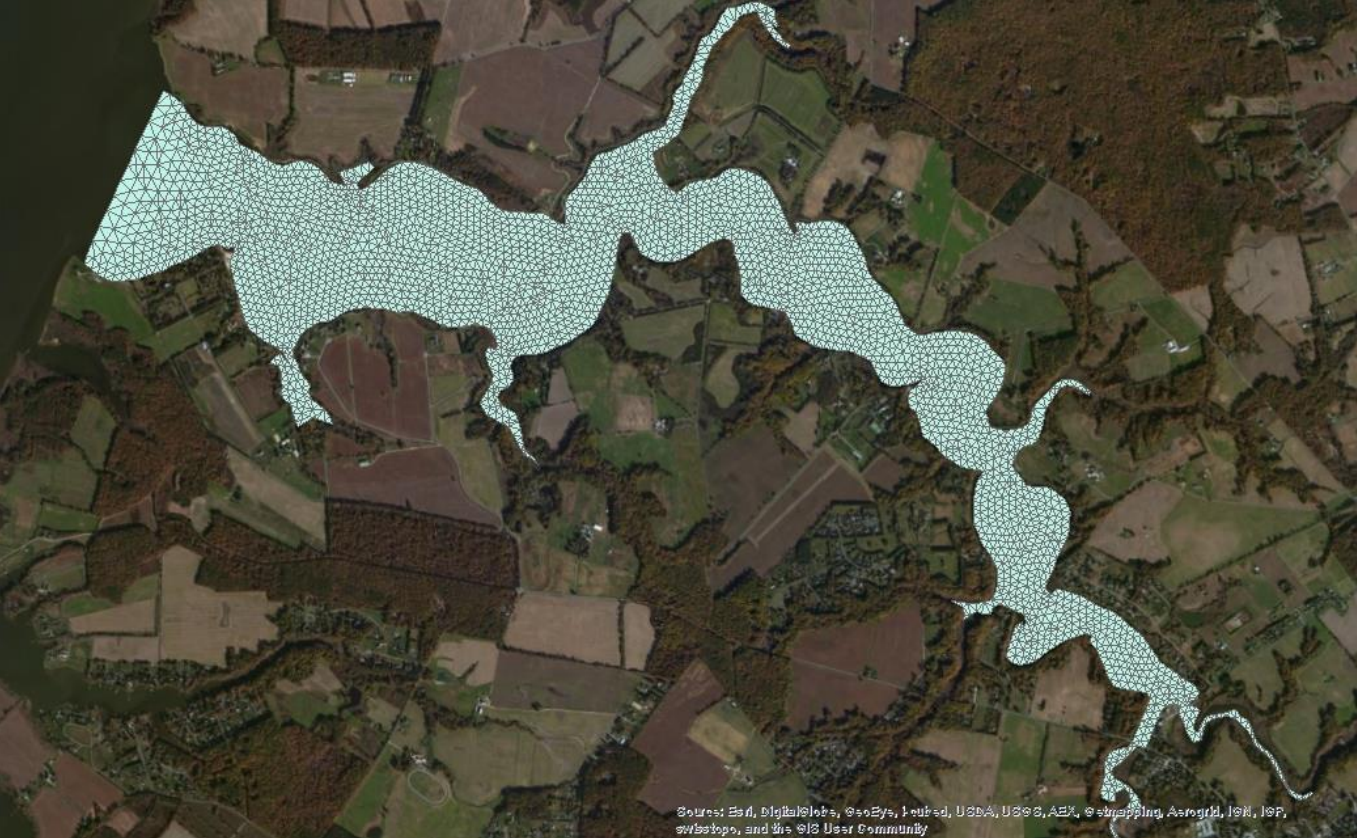 Source: Esri, DigitalGlobe, GeoEye, i-cubed, USDA, USGS, AEX, Getmapping, Aerogrid, IGN, IGP,
swisstopo, and the GIS User Community